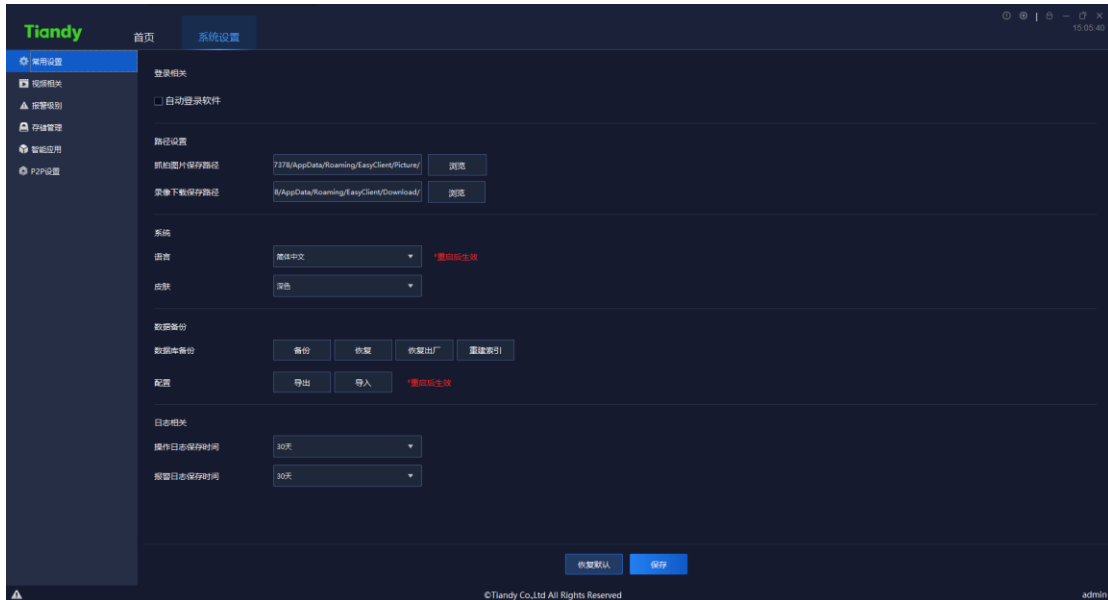 Tiandy
首页
系统设置
15:05:40
常用设置
视频相关
报警级别
存储管理
智能应用
P2P设置
登录相关
自动登录软件
路径设置
抓拍图片保存路径 7378/AppData/Roaming/EasyClient/Picture/ 浏览
录像下载保存路径 8/AppData/Roaming/EasyClient/Download/ 浏览
系统
语言 简体中文 *重启后生效
皮肤 深色
数据备份
数据库备份 备份 恢复 恢复出厂 重建索引
配置 导出 导入 *重启后生效
日志相关
操作日志保存时间 30天
报警日志保存时间 30天
恢复默认 保存
©Tiandy Co.,Ltd All Rights Reserved
admin